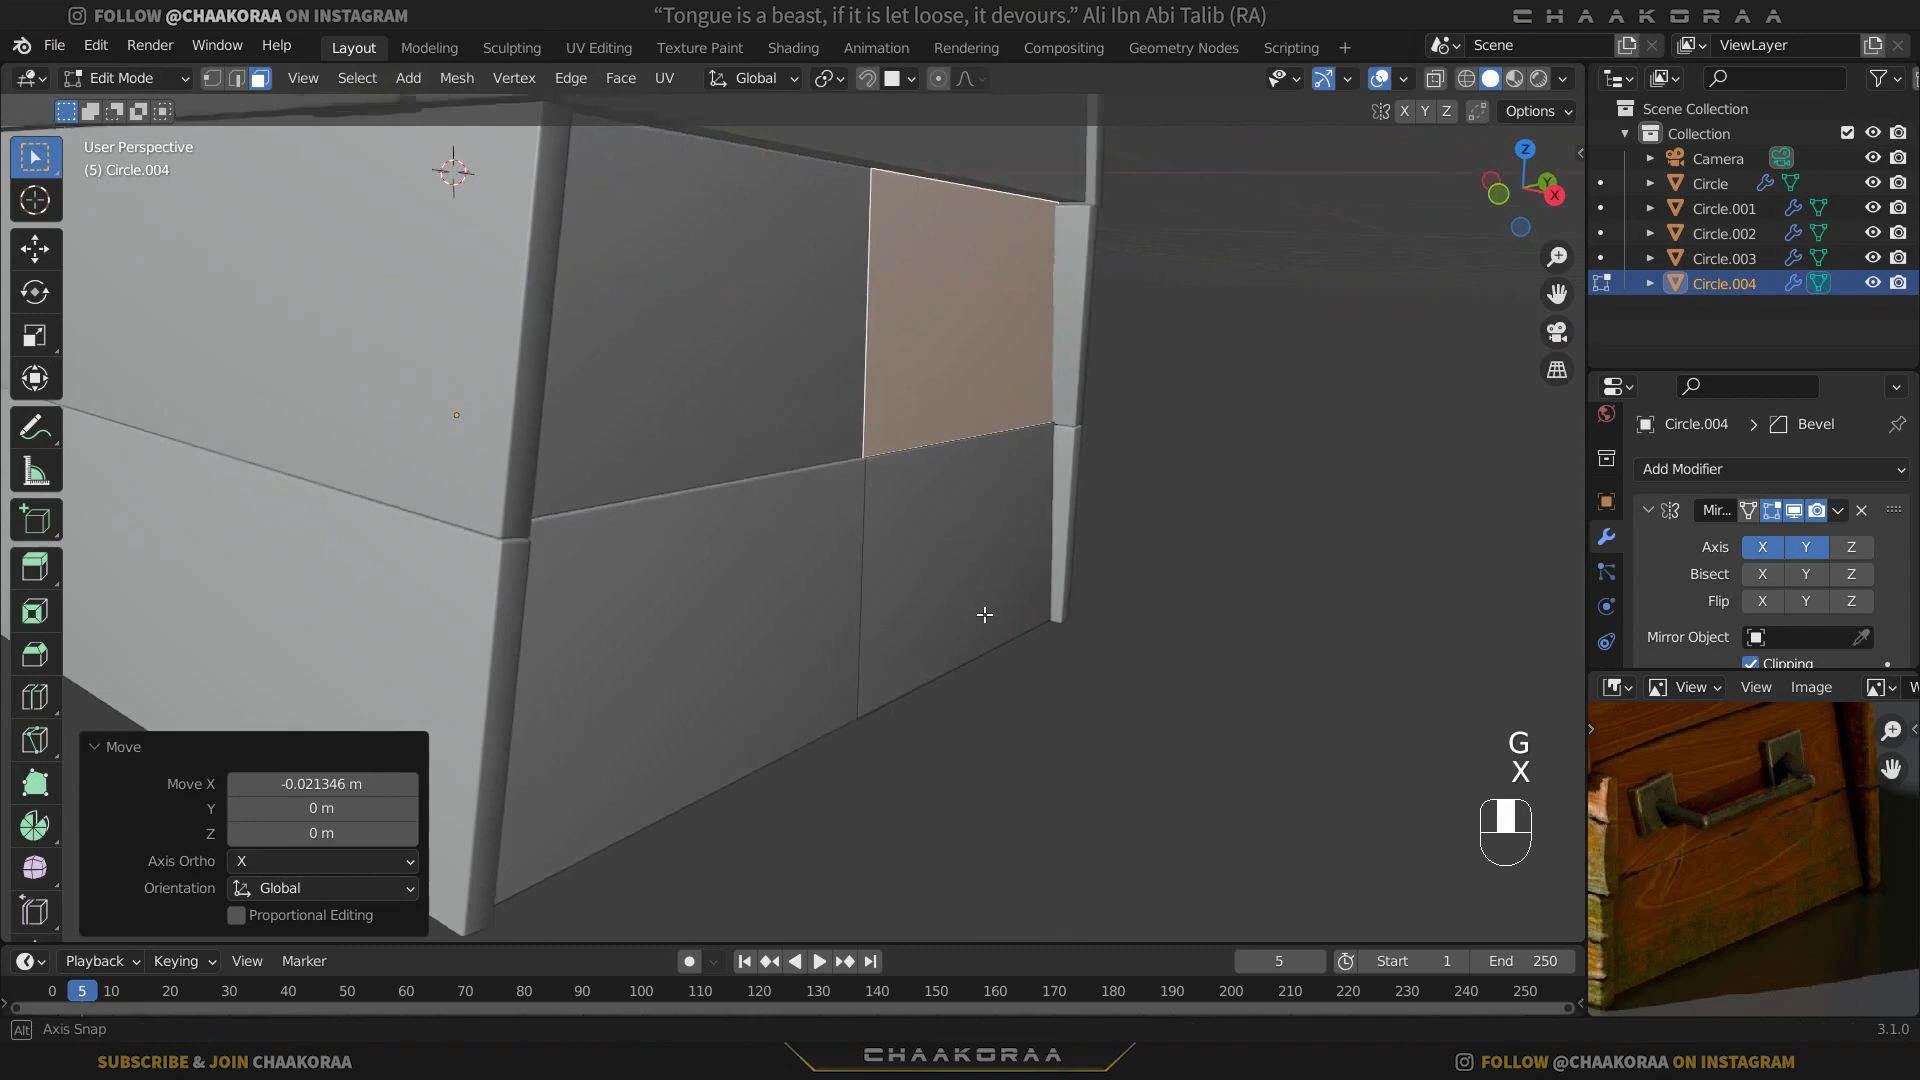 FOLLOW @CHAAKORAA ON INSTAGRAM
“Tongue is a beast, if it is let loose, it devours.” Ali Ibn Abi Talib (RA)
CHAAKORAA
File Edit Render Window Help
Layout Modeling Sculpting UV Editing Texture Paint Shading Animation Rendering Compositing Geometry Nodes Scripting +
Scene
ViewLayer
Edit Mode View Select Add Mesh Vertex Edge Face UV Global
X Y Z Options
User Perspective
(5) Circle.004
Z
Y
X
Scene Collection
Collection
Camera
Circle
Circle.001
Circle.002
Circle.003
Circle.004
Circle.004 > Bevel
Add Modifier
Mir...
Axis X Y Z
Bisect X Y Z
Flip X Y Z
Mirror Object
Clipping
View View Image
Move
Move X -0.021346 m
Y 0 m
Z 0 m
Axis Ortho X
Orientation Global
Proportional Editing
G
X
Playback Keying View Marker
5 Start 1 End 250
0 5 10 20 30 40 50 60 70 80 90 100 110 120 130 140 150 160 170 180 190 200 210 220 230 240 250
Alt Axis Snap
3.1.0
SUBSCRIBE & JOIN CHAAKORAA
CHAAKORAA
FOLLOW @CHAAKORAA ON INSTAGRAM